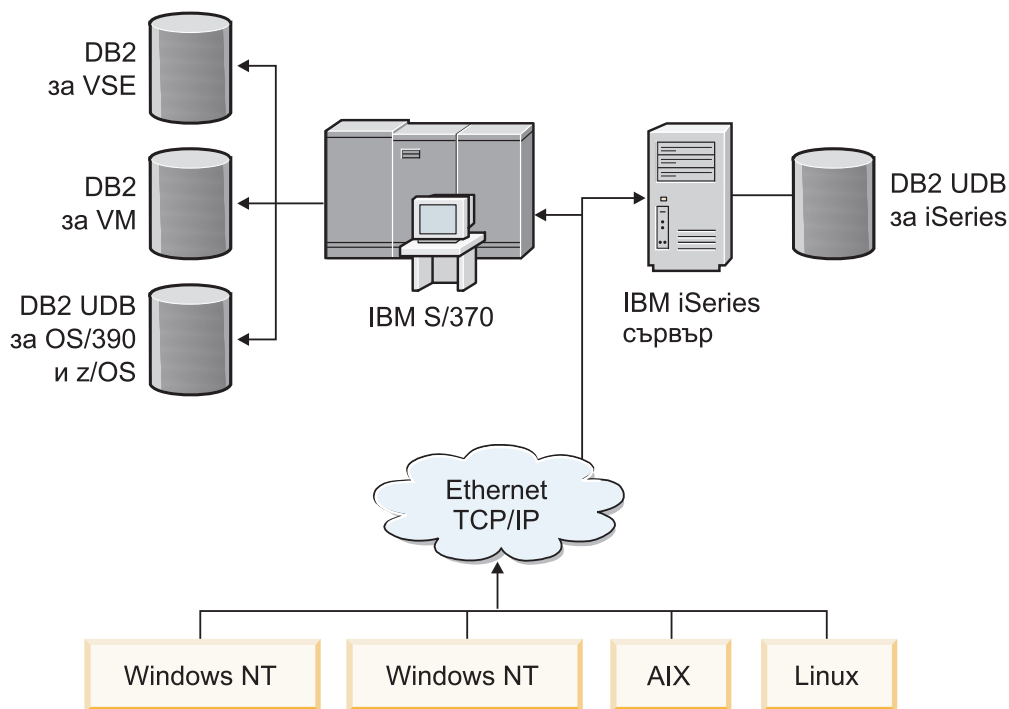 DB2
за VSE
DB2
за VM
DB2 UDB
за OS/390
и z/OS
IBM S/370
IBM iSeries
сървър
DB2 UDB
за iSeries
Ethernet
TCP/IP
Windows NT
Windows NT
AIX
Linux